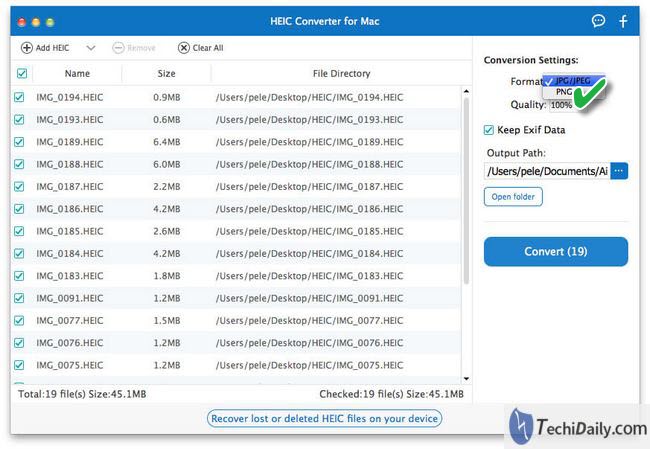 HEIC Converter for Mac
Add HEIC Remove Clear All
Name Size File Directory
IMG_0194.HEIC 0.9MB /Users/pele/Desktop/HEIC/IMG_0194.HEIC
IMG_0193.HEIC 0.6MB /Users/pele/Desktop/HEIC/IMG_0193.HEIC
IMG_0189.HEIC 6.4MB /Users/pele/Desktop/HEIC/IMG_0189.HEIC
IMG_0188.HEIC 6.0MB /Users/pele/Desktop/HEIC/IMG_0188.HEIC
IMG_0187.HEIC 2.2MB /Users/pele/Desktop/HEIC/IMG_0187.HEIC
IMG_0186.HEIC 4.2MB /Users/pele/Desktop/HEIC/IMG_0186.HEIC
IMG_0185.HEIC 2.6MB /Users/pele/Desktop/HEIC/IMG_0185.HEIC
IMG_0184.HEIC 4.2MB /Users/pele/Desktop/HEIC/IMG_0184.HEIC
IMG_0183.HEIC 1.8MB /Users/pele/Desktop/HEIC/IMG_0183.HEIC
IMG_0091.HEIC 1.2MB /Users/pele/Desktop/HEIC/IMG_0091.HEIC
IMG_0077.HEIC 1.5MB /Users/pele/Desktop/HEIC/IMG_0077.HEIC
IMG_0076.HEIC 1.2MB /Users/pele/Desktop/HEIC/IMG_0076.HEIC
IMG_0075.HEIC 1.2MB /Users/pele/Desktop/HEIC/IMG_0075.HEIC
Total:19 file(s) Size:45.1MB Checked:19 file(s) Size:45.1MB
Recover lost or deleted HEIC files on your device
Conversion Settings:
Format: JPG/JPEG
PNG
Quality: 100%
Keep Exif Data
Output Path:
/Users/pele/Documents/Ai ...
Open folder
Convert (19)
TechiDaily.com